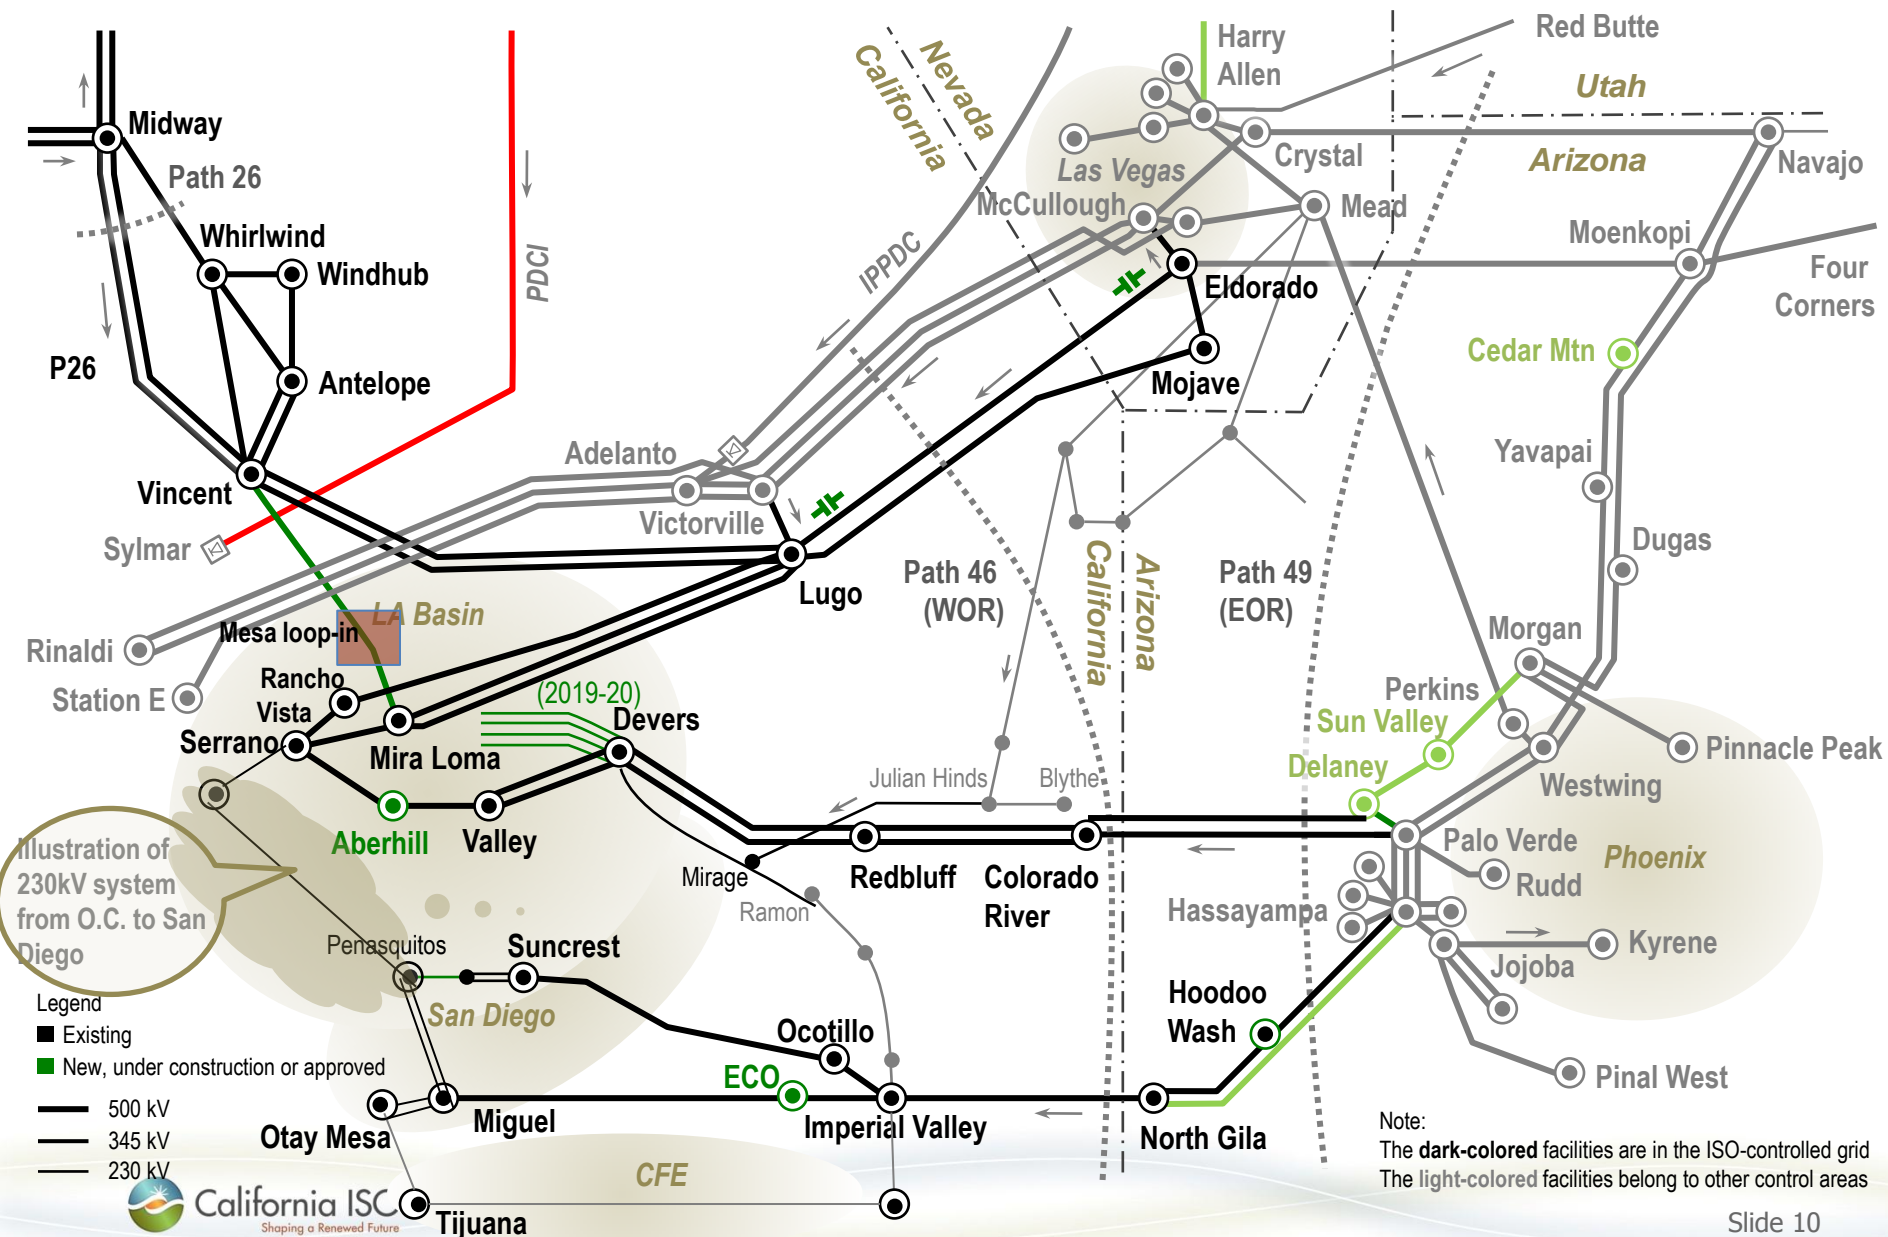 Harry
Allen
Red Butte
Nevada
California
Utah
Midway
Path 26
Crystal
Arizona
Navajo
Las Vegas
McCullough
Mead
Moenkopi
Whirlwind
Windhub
PDCI
IPPDC
Eldorado
Four
Corners
P26
Antelope
Mojave
Cedar Mtn
Adelanto
Yavapai
Vincent
Victorville
Sylmar
Dugas
Lugo
Path 46
(WOR)
California
Arizona
Path 49
(EOR)
LA Basin
Mesa loop-in
Rinaldi
Morgan
Station E
Rancho
Vista
(2019-20)
Devers
Perkins
Sun Valley
Serrano
Mira Loma
Pinnacle Peak
Julian Hinds
Blythe
Delaney
Westwing
Illustration of
230kV system
from O.C. to San
Diego
Aberhill
Valley
Mirage
Redbluff
Colorado
River
Palo Verde
Phoenix
Rudd
Ramon
Hassayampa
Penasquitos
Suncrest
Kyrene
Jojoba
San Diego
Hoodoo
Wash
Ocotillo
ECO
Pinal West
Legend
Existing
New, under construction or approved
500 kV
345 kV
230 kV
Otay Mesa
Miguel
Imperial Valley
North Gila
CFE
Tijuana
Note:
The dark-colored facilities are in the ISO-controlled grid
The light-colored facilities belong to other control areas
California ISO
Shaping a Renewed Future
Slide 10